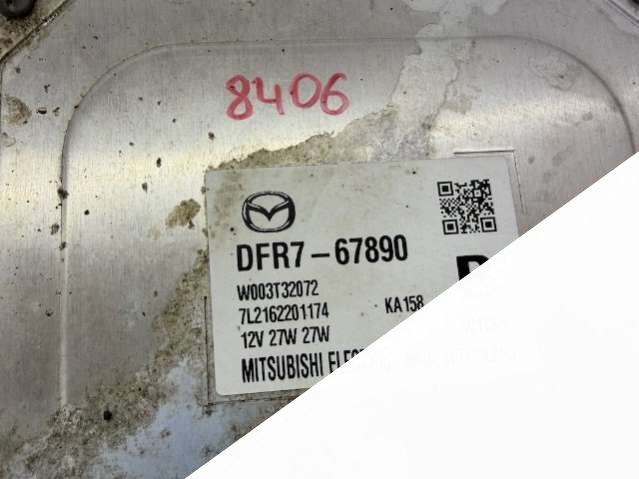 8406
DFR7-67890
W003T32072
7L2162201174 KA158
12V 27W 27W
MITSUBISHI